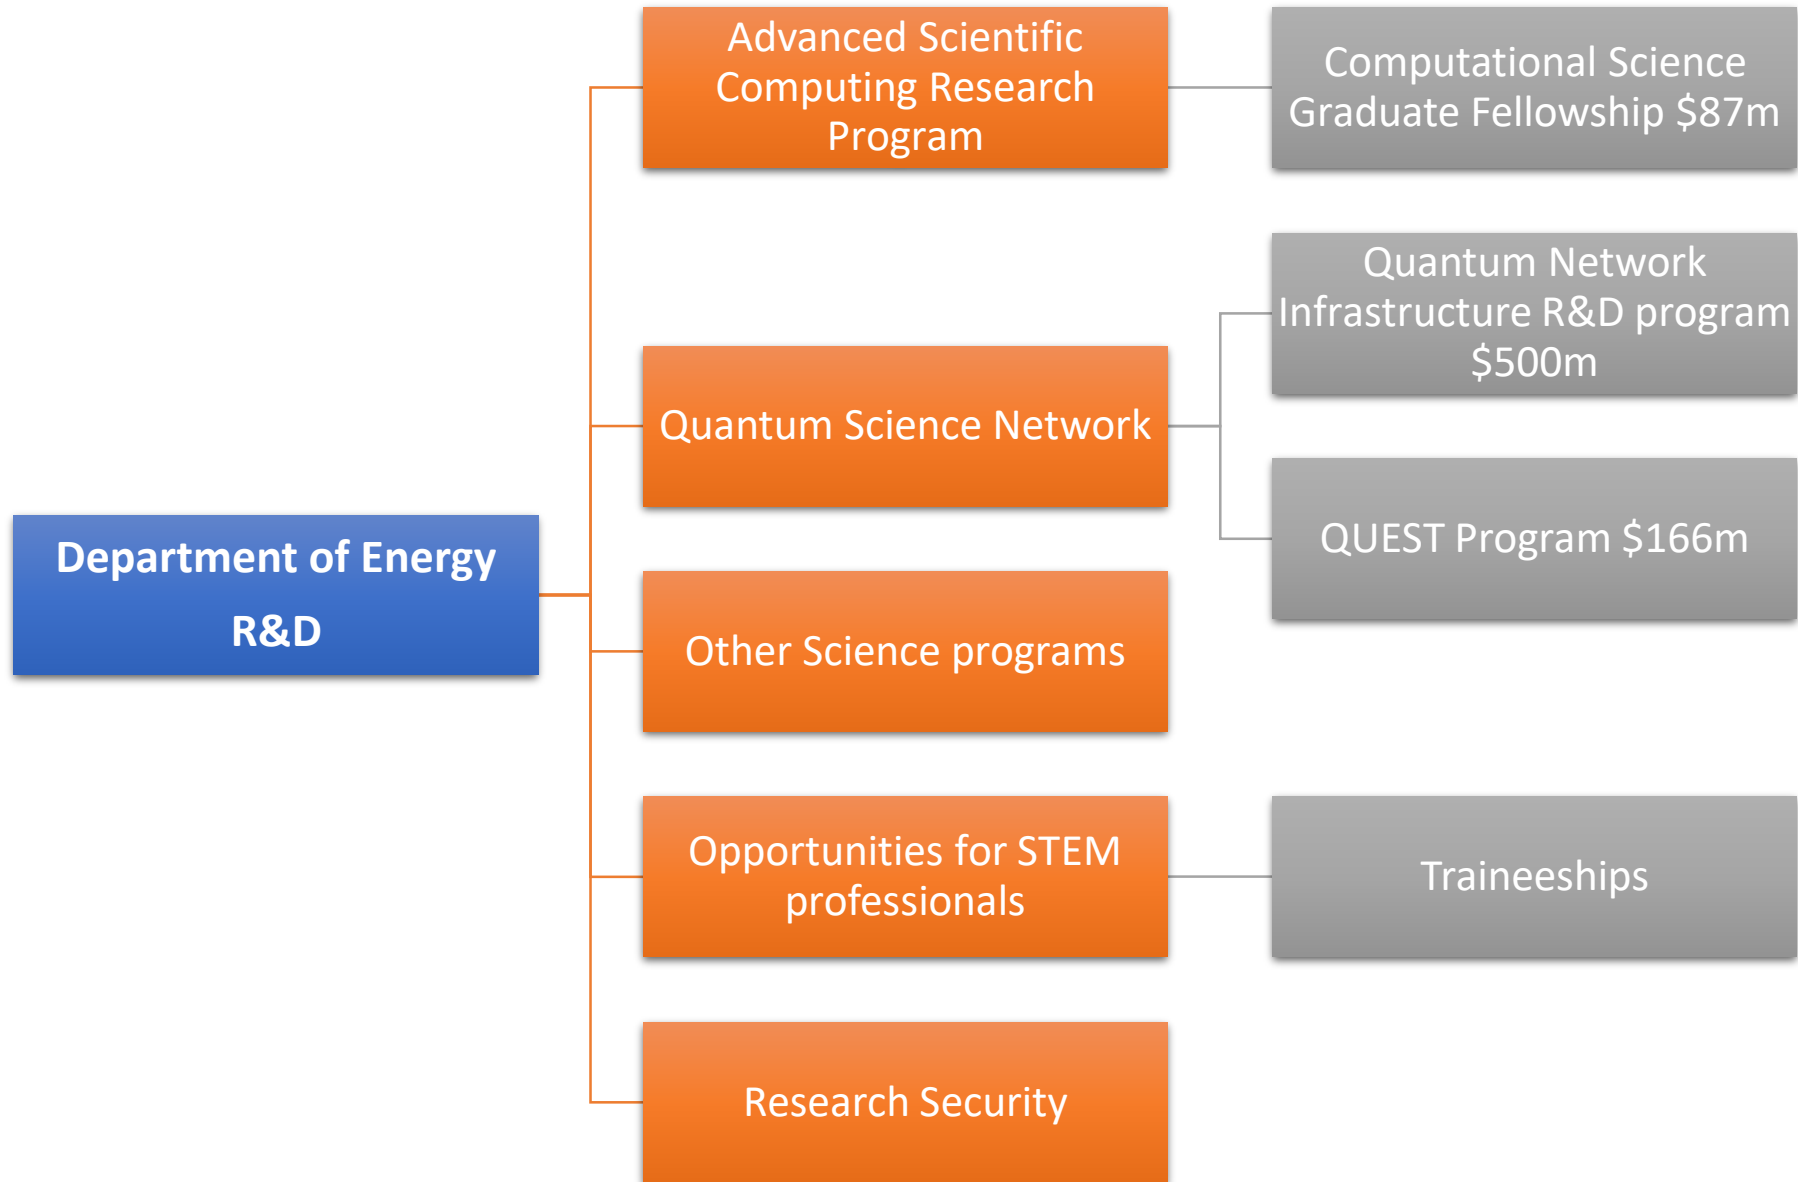 Advanced Scientific
Computing Research
Program
Computational Science
Graduate Fellowship $87m
Quantum Network
Infrastructure R&D program
$500m
Quantum Science Network
QUEST Program $166m
Department of Energy
R&D
Other Science programs
Opportunities for STEM
professionals
Traineeships
Research Security